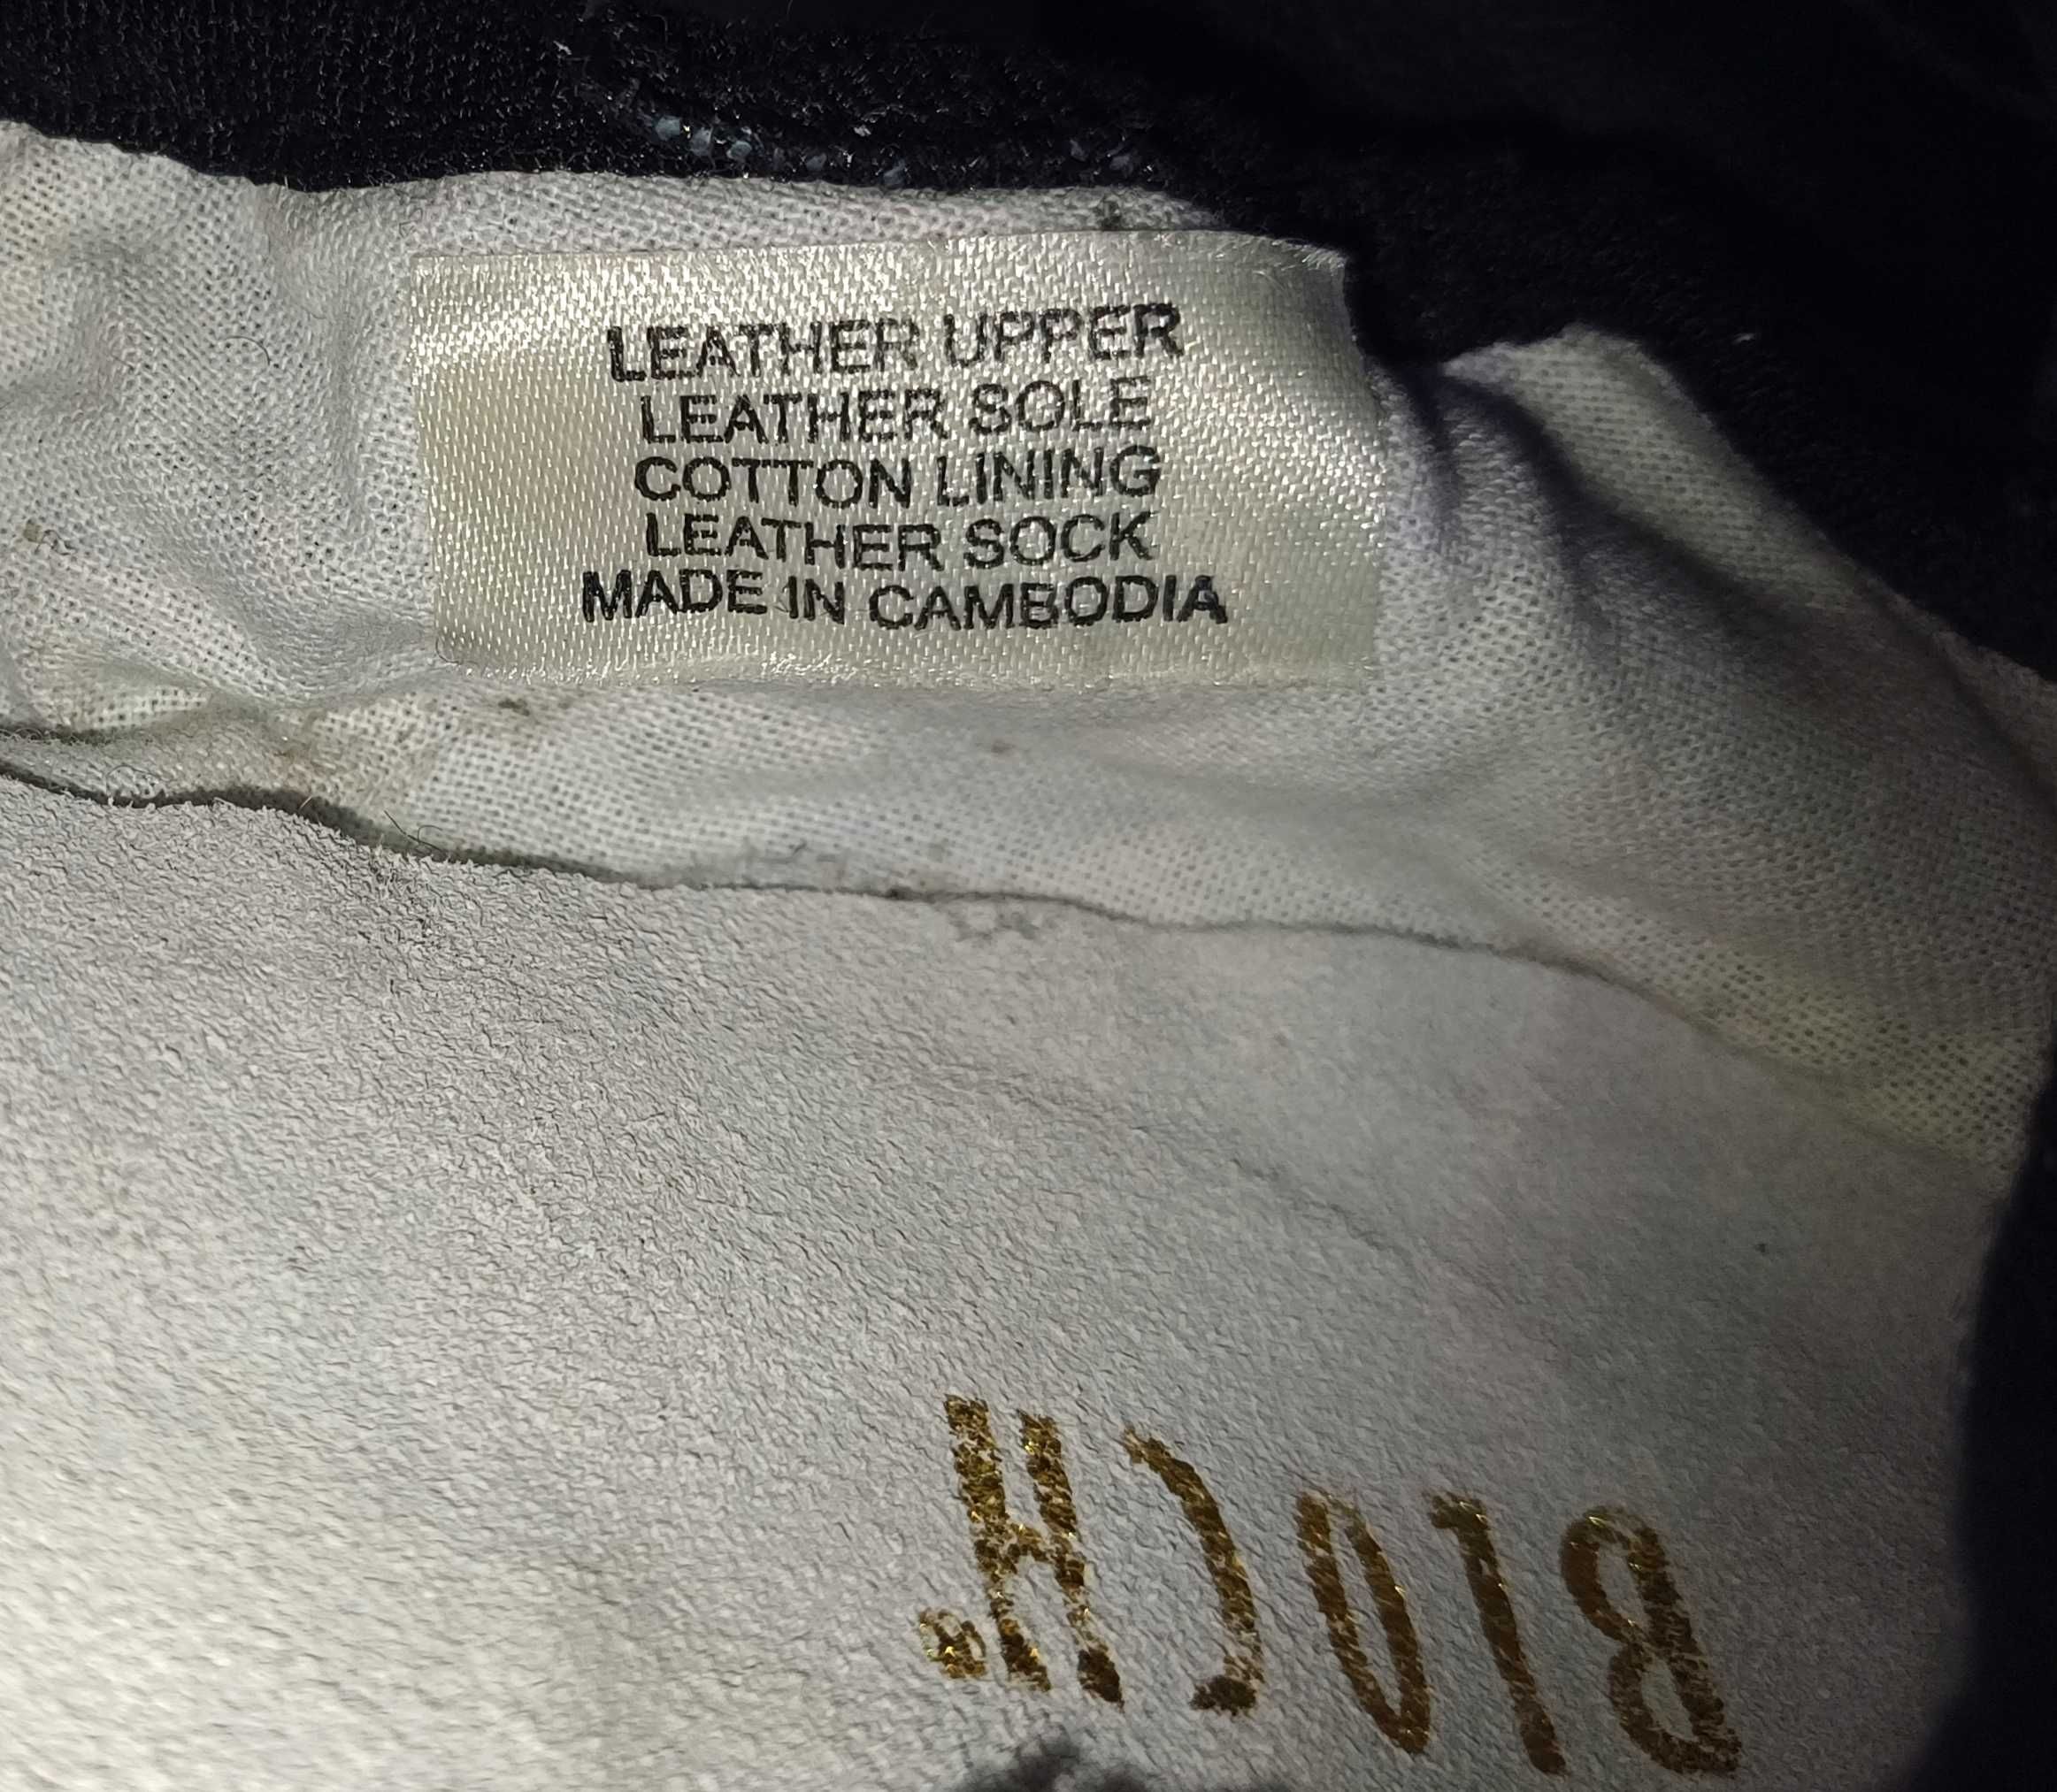 LEATHER UPPER
LEATHER SOLE
COTTON LINING
LEATHER SOCK
MADE IN CAMBODIA
BLOCH®